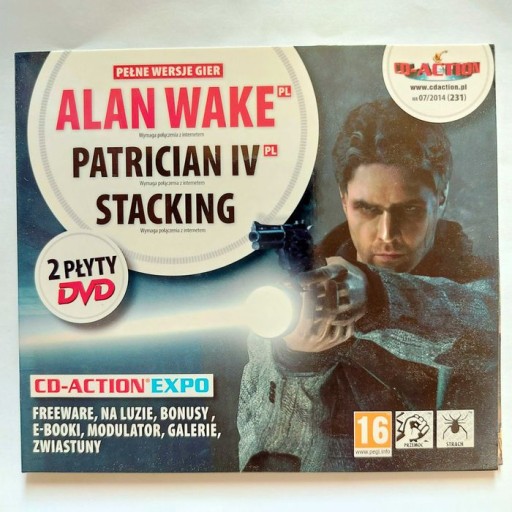 PEŁNE WERSJE GIER
ALAN WAKE PL
Wymaga połączenia z internetem
PATRICIAN IV PL
Wymaga połączenia z internetem
STACKING
Wymaga połączenia z internetem
2 PŁYTY
DVD
CD-ACTION
www.cdaction.pl
NR 07/2014 (231)
CD-ACTION EXPO
FREEWARE, NA LUZIE, BONUSY,
E-BOOKI, MODULATOR, GALERIE,
ZWIASTUNY
16
www.pegi.info
PRZEMOC
STRACH